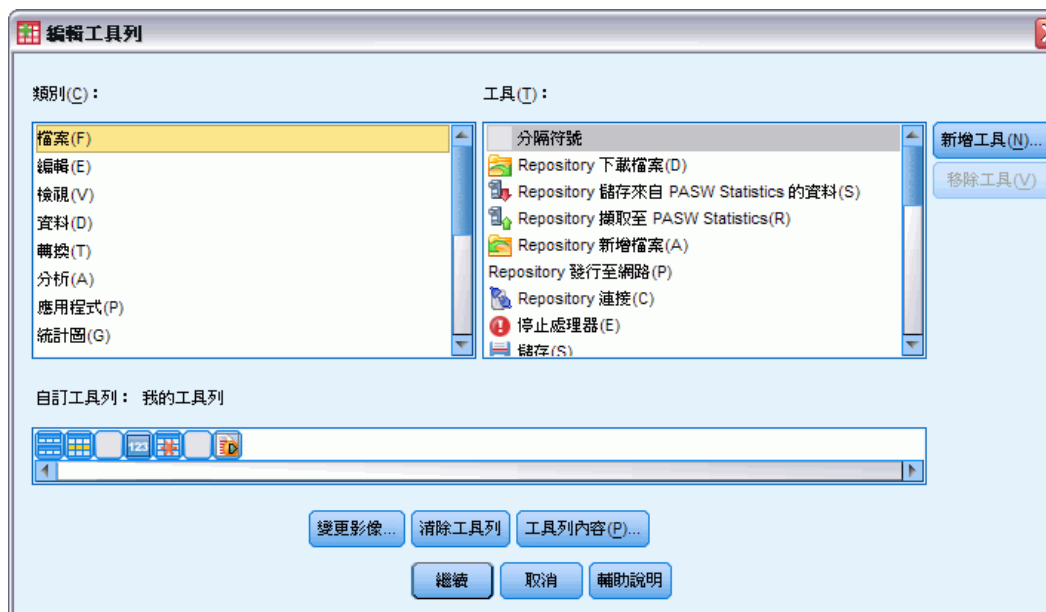 編輯工具列
類別(C)：
工具(T)：
檔案(F)
編輯(E)
檢視(V)
資料(D)
轉換(T)
分析(A)
應用程式(P)
統計圖(G)
分隔符號
Repository 下載檔案(D)
Repository 儲存來自 PASW Statistics 的資料(S)
Repository 擷取至 PASW Statistics(R)
Repository 新增檔案(A)
Repository 發行至網路(P)
Repository 連接(C)
停止處理器(E)
儲存(S)
新增工具(N)...
移除工具(V)
自訂工具列： 我的工具列
123
變更影像...
清除工具列
工具列內容(P)...
繼續
取消
輔助說明